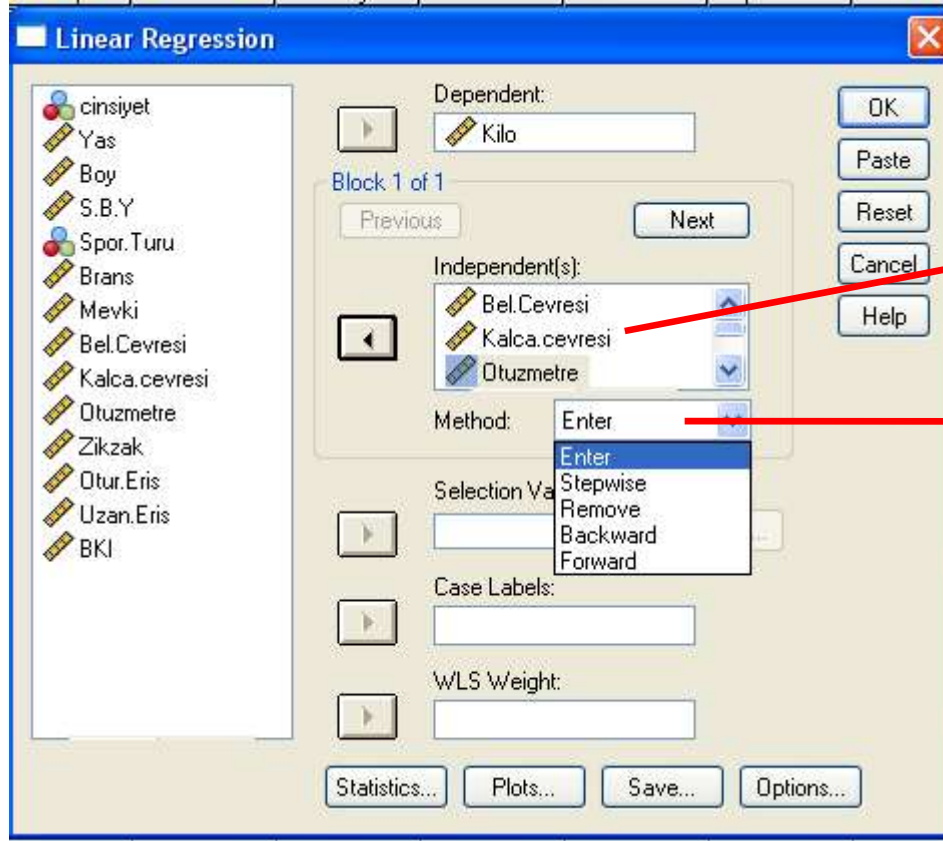 Linear Regression
cinsiyet
Yas
Boy
S.B.Y
Spor.Turu
Brans
Mevki
Bel.Cevresi
Kalca.cevresi
Otuzmetre
Zikzak
Otur.Eris
Uzan.Eris
BKI
Dependent:
Kilo
Block 1 of 1
Previous
Next
Independent(s):
Bel.Cevresi
Kalca.cevresi
Otuzmetre
Method:
Enter
Enter
Stepwise
Remove
Backward
Forward
Selection Va
...
Case Labels:
WLS Weight:
Statistics...
Plots...
Save...
Options...
OK
Paste
Reset
Cancel
Help